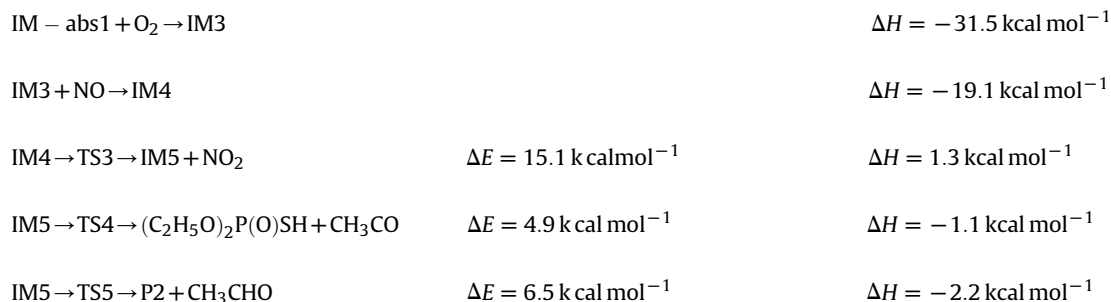 IM − abs1 + O₂ → IM3 ΔH = −31.5 kcal mol⁻¹
IM3 + NO → IM4 ΔH = −19.1 kcal mol⁻¹
IM4 → TS3 → IM5 + NO₂ ΔE = 15.1 k calmol⁻¹ ΔH = 1.3 kcal mol⁻¹
IM5 → TS4 → (C₂H₅O)₂P(O)SH + CH₃CO ΔE = 4.9 k cal mol⁻¹ ΔH = −1.1 kcal mol⁻¹
IM5 → TS5 → P2 + CH₃CHO ΔE = 6.5 k cal mol⁻¹ ΔH = −2.2 kcal mol⁻¹